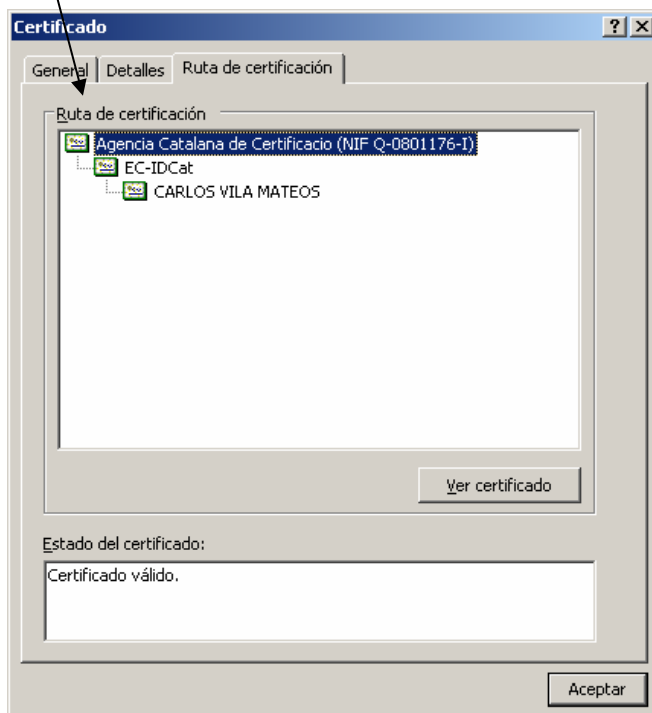 Certificado
General Detalles Ruta de certificación
Ruta de certificación
Agencia Catalana de Certificacio (NIF Q-0801176-I)
EC-IDCat
CARLOS VILA MATEOS
Ver certificado
Estado del certificado:
Certificado válido.
Aceptar